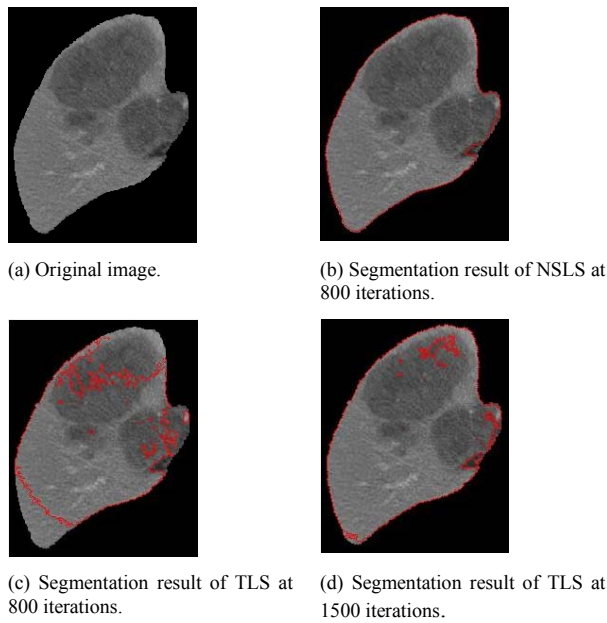 (a) Original image.
(b) Segmentation result of NSLS at
800 iterations.
(c) Segmentation result of TLS at
800 iterations.
(d) Segmentation result of TLS at
1500 iterations.